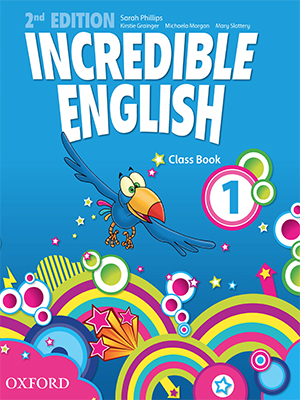 2nd EDITION
Sarah Phillips
Kirstie Grainger Michaela Morgan Mary Slattery
INCREDIBLE
ENGLISH
Class Book
1
OXFORD